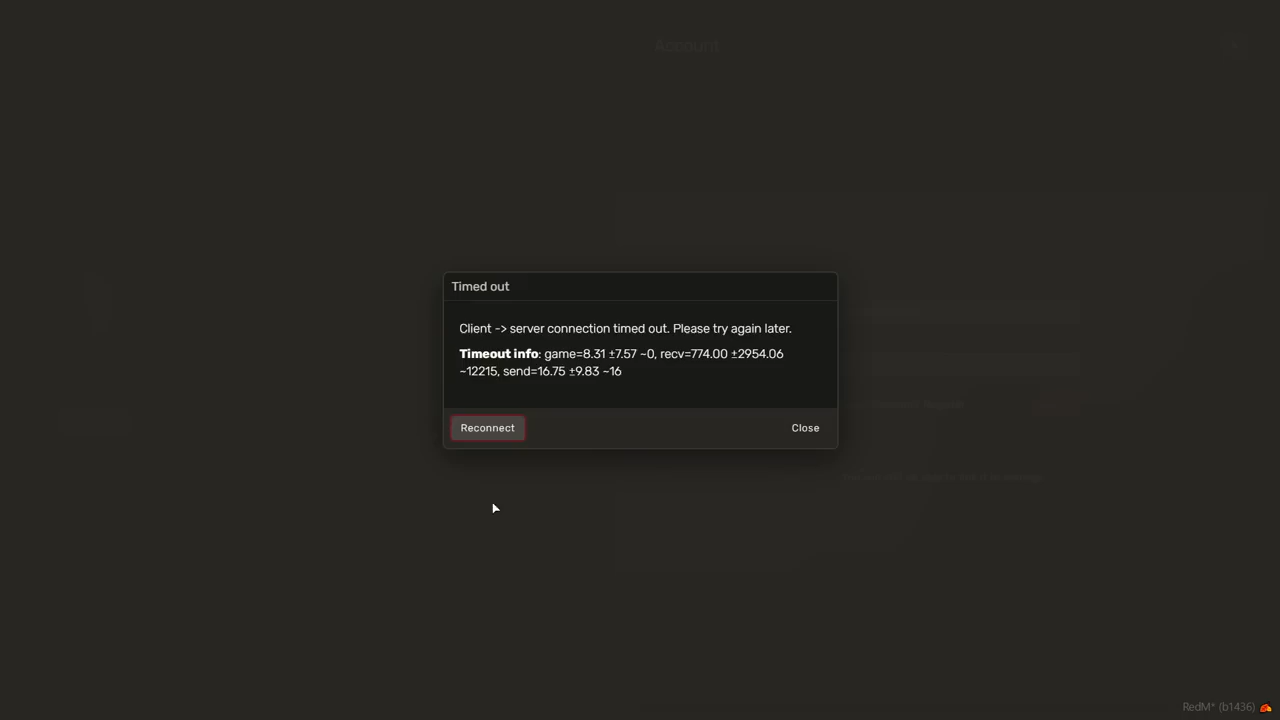 Account
Timed out
Client -> server connection timed out. Please try again later.
Timeout info: game=8.31 ±7.57 ~0, recv=774.00 ±2954.06
~12215, send=16.75 ±9.83 ~16
Reconnect
Close
RedM* (b1436)